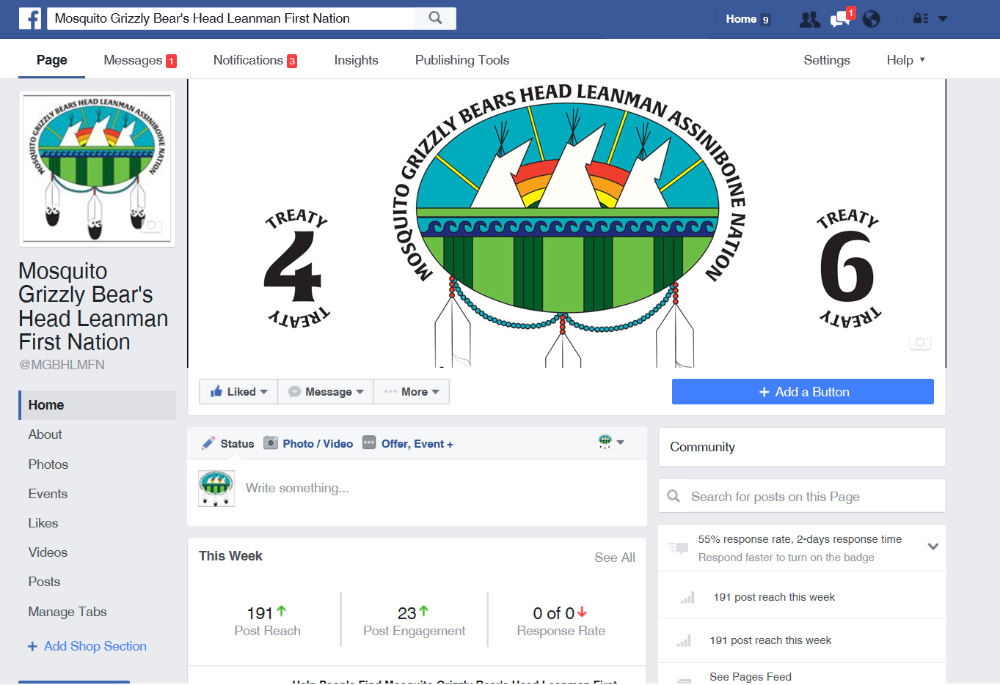 Mosquito Grizzly Bear's Head Leanman First Nation
Home 9
1
Page
Messages 1
Notifications 3
Insights
Publishing Tools
Settings
Help
MOSQUITO GRIZZLY BEARS HEAD LEANMAN ASSINIBOINE NATION
MOSQUITO GRIZZLY BEARS HEAD LEANMAN ASSINIBOINE NATION
TREATY
4
TREATY
TREATY
6
TREATY
Mosquito
Grizzly Bear's
Head Leanman
First Nation
@MGBHLMFN
Liked
Message
More
+ Add a Button
Home
About
Photos
Events
Likes
Videos
Posts
Manage Tabs
+ Add Shop Section
Status
Photo / Video
Offer, Event +
Write something...
Community
Search for posts on this Page
This Week
See All
191
Post Reach
23
Post Engagement
0 of 0
Response Rate
55% response rate, 2-days response time
Respond faster to turn on the badge
191 post reach this week
191 post reach this week
See Pages Feed
Help People Find Mosquito Grizzly Bear's Head Leanman First